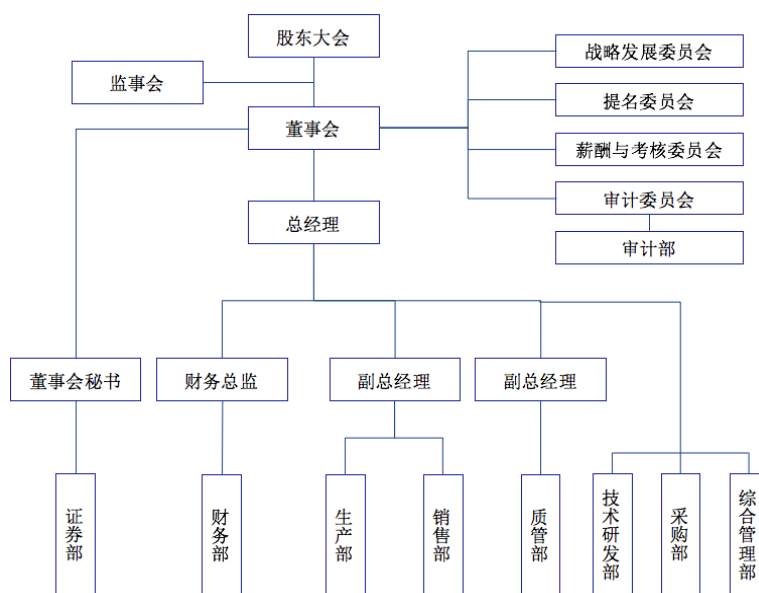 股东大会
战略发展委员会
监事会
提名委员会
董事会
薪酬与考核委员会
审计委员会
总经理
审计部
董事会秘书
财务总监
副总经理
副总经理
证券部
财务部
生产部
销售部
质管部
技术研发部
采购部
综合管理部